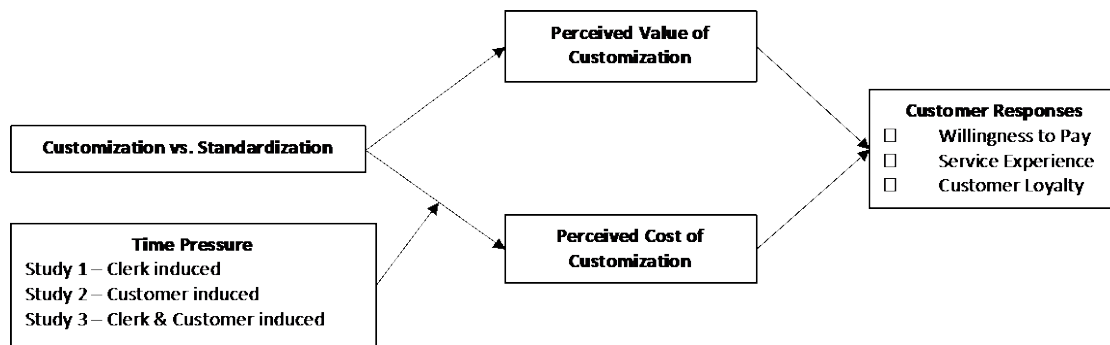 Perceived Value of
Customization
Customization vs. Standardization
Customer Responses
Willingness to Pay
Service Experience
Customer Loyalty
Time Pressure
Study 1 – Clerk induced
Study 2 – Customer induced
Study 3 – Clerk & Customer induced
Perceived Cost of
Customization